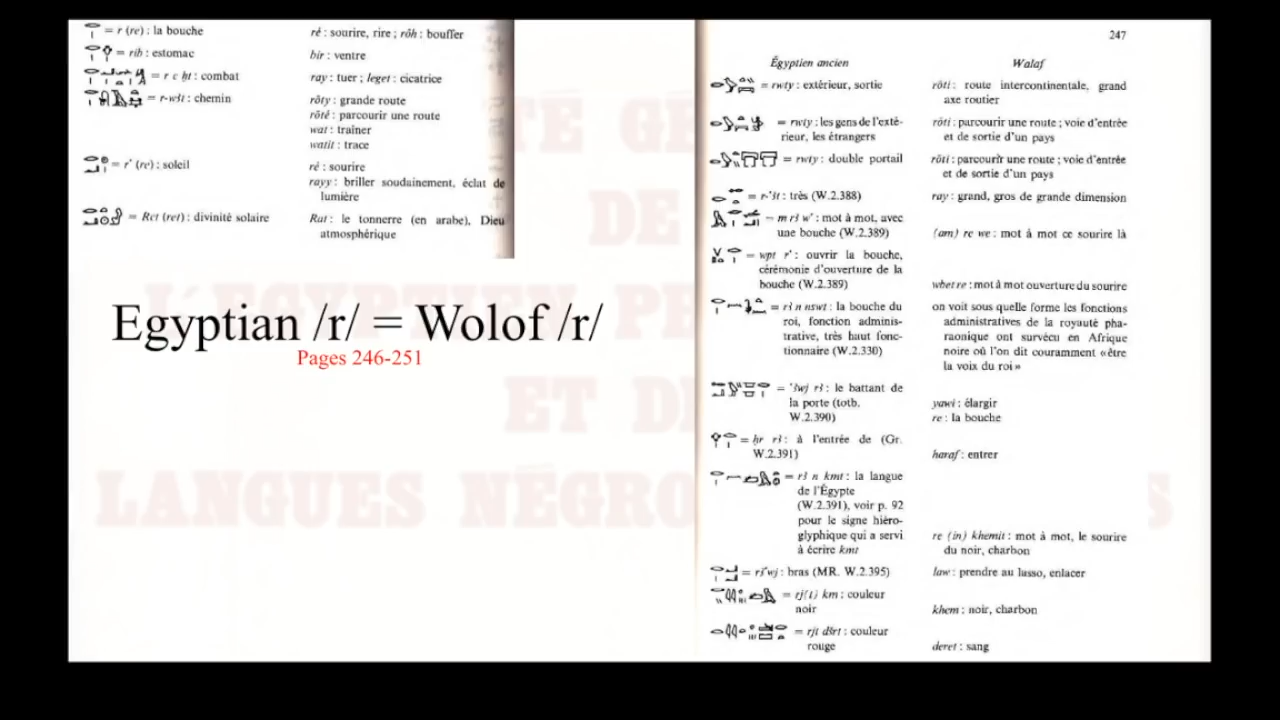 = r (re) : la bouche
ré : sourire, rire ; rôh : bouffer
= rib : estomac
bir : ventre
= r c ḫt : combat
ray : tuer ; leget : cicatrice
= r-wꜣt : chemin
rôty : grande route
rôté : parcourir une route
wat : traîner
watit : trace
= r' (re) : soleil
ré : sourire
rayy : briller soudainement, éclat de
lumière
= Rct (ret) : divinité solaire
Rat : le tonnerre (en arabe), Dieu
atmosphérique
Egyptian /r/ = Wolof /r/
Pages 246-251
247
Égyptien ancien
Walaf
= rwty : extérieur, sortie
rôti : route intercontinentale, grand
axe routier
= rwty : les gens de l'exté-
rieur, les étrangers
rôti : parcourir une route ; voie d'entrée
et de sortie d'un pays
= rwty : double portail
rôti : parcourir une route ; voie d'entrée
et de sortie d'un pays
= r-'ꜣt : très (W.2.388)
ray : grand, gros de grande dimension
= m rꜣ w' : mot à mot, avec
une bouche (W.2.389)
(am) re we : mot à mot ce sourire là
= wpt r' : ouvrir la bouche,
cérémonie d'ouverture de la
bouche (W.2.389)
wbet re : mot à mot ouverture du sourire
= rꜣ n nswt : la bouche du
roi, fonction adminis-
trative, très haut fonc-
tionnaire (W.2.330)
on voit sous quelle forme les fonctions
administratives de la royauté pha-
raonique ont survécu en Afrique
noire où l'on dit couramment «être
la voix du roi»
= 'ꜣwj rꜣ : le battant de
la porte (totb.
W.2.390)
yawi : élargir
re : la bouche
= ḥr rꜣ : à l'entrée de (Gr.
W.2.391)
haraf : entrer
= rꜣ n kmt : la langue
de l'Égypte
(W.2.391), voir p. 92
pour le signe hiéro-
glyphique qui a servi
à écrire kmt
re (in) khemit : mot à mot, le sourire
du noir, charbon
= rꜣ'wj : bras (MR. W.2.395)
law : prendre au lasso, enlacer
= rj(t) km : couleur
noir
khem : noir, charbon
= rjt dšrt : couleur
rouge
deret : sang